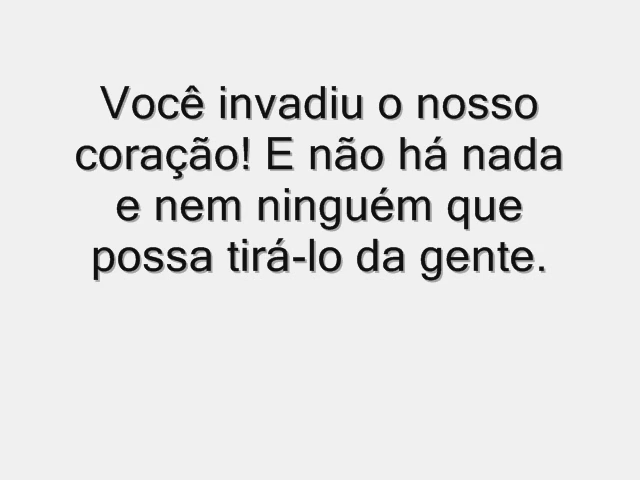 Você invadiu o nosso
coração! E não há nada
e nem ninguém que
possa tirá-lo da gente.